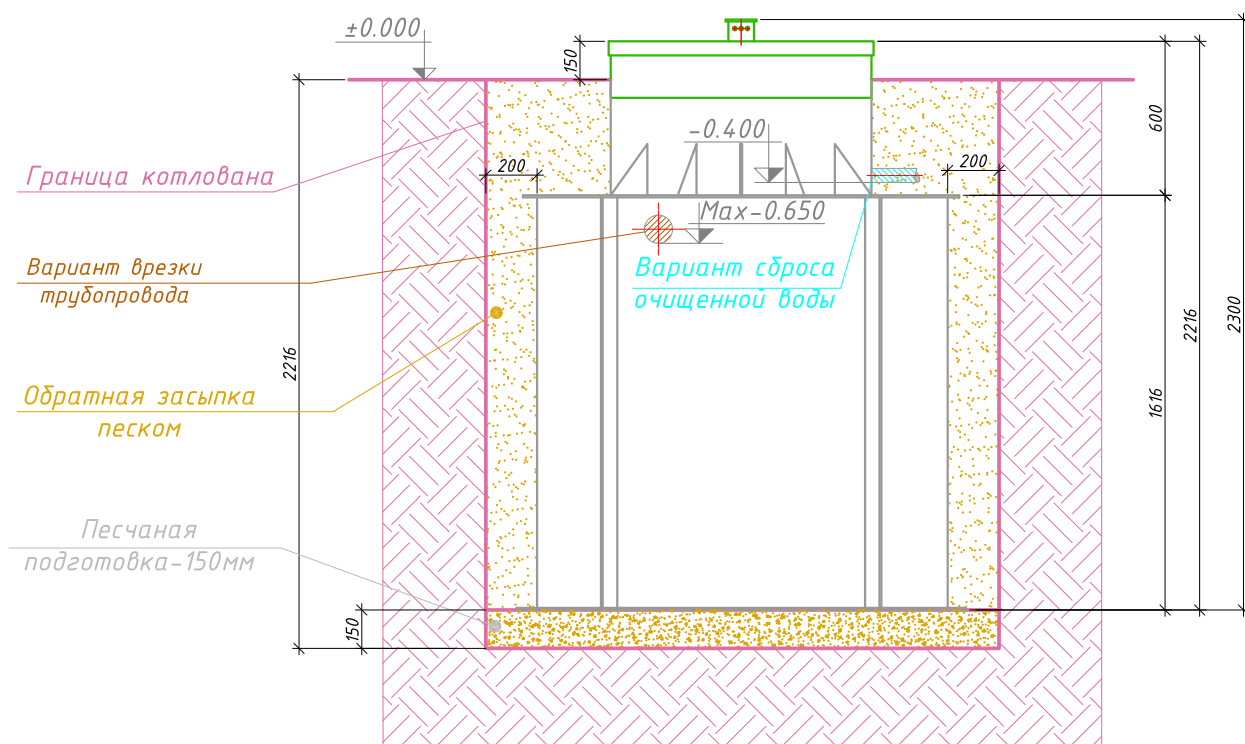 ±0.000
150
600
-0.400
200
200
Граница котлована
Max-0.650
Вариант врезки
трубопровода
Вариант сброса
очищенной воды
2216
2216
2300
1616
Обратная засыпка
песком
Песчаная
подготовка-150мм
150